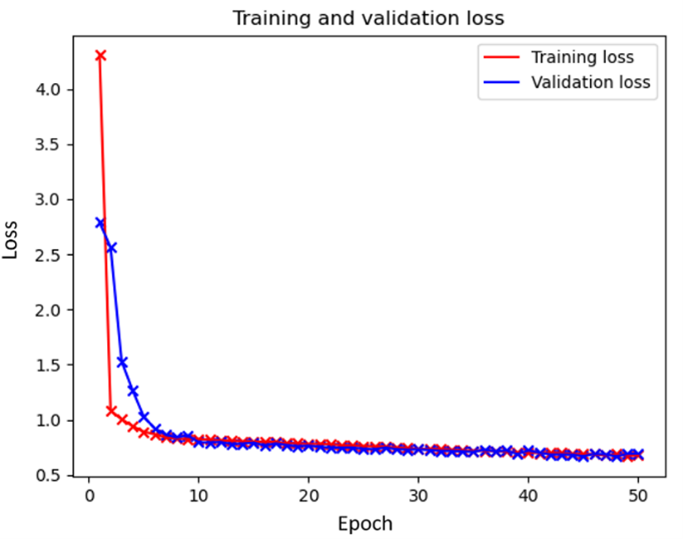 Training and validation loss
Training loss
Validation loss
4.0
3.5
3.0
2.5
2.0
1.5
1.0
0.5
Loss
0 10 20 30 40 50
Epoch